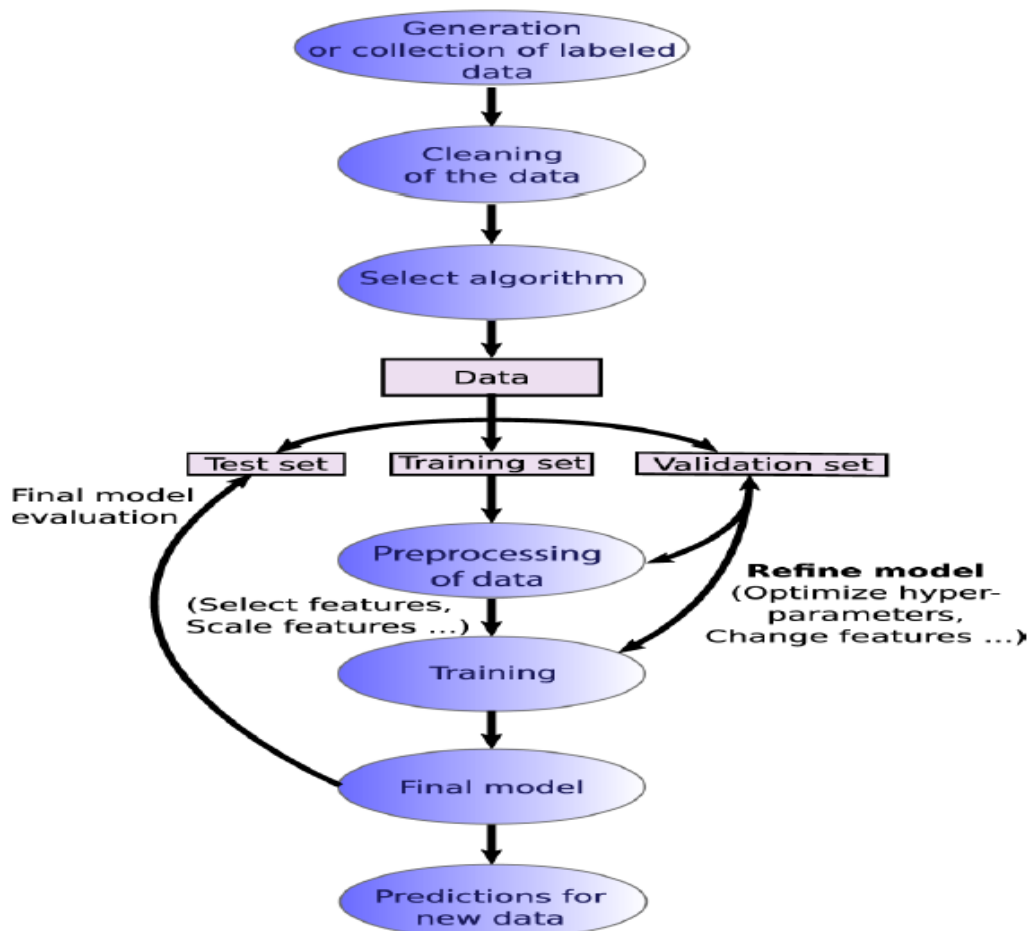 Generation
or collection of labeled
data
Cleaning
of the data
Select algorithm
Data
Test set
Training set
Validation set
Final model
evaluation
Preprocessing
of data
Refine model
(Optimize hyper-
parameters,
Change features ...)
(Select features,
Scale features ...)
Training
Final model
Predictions for
new data